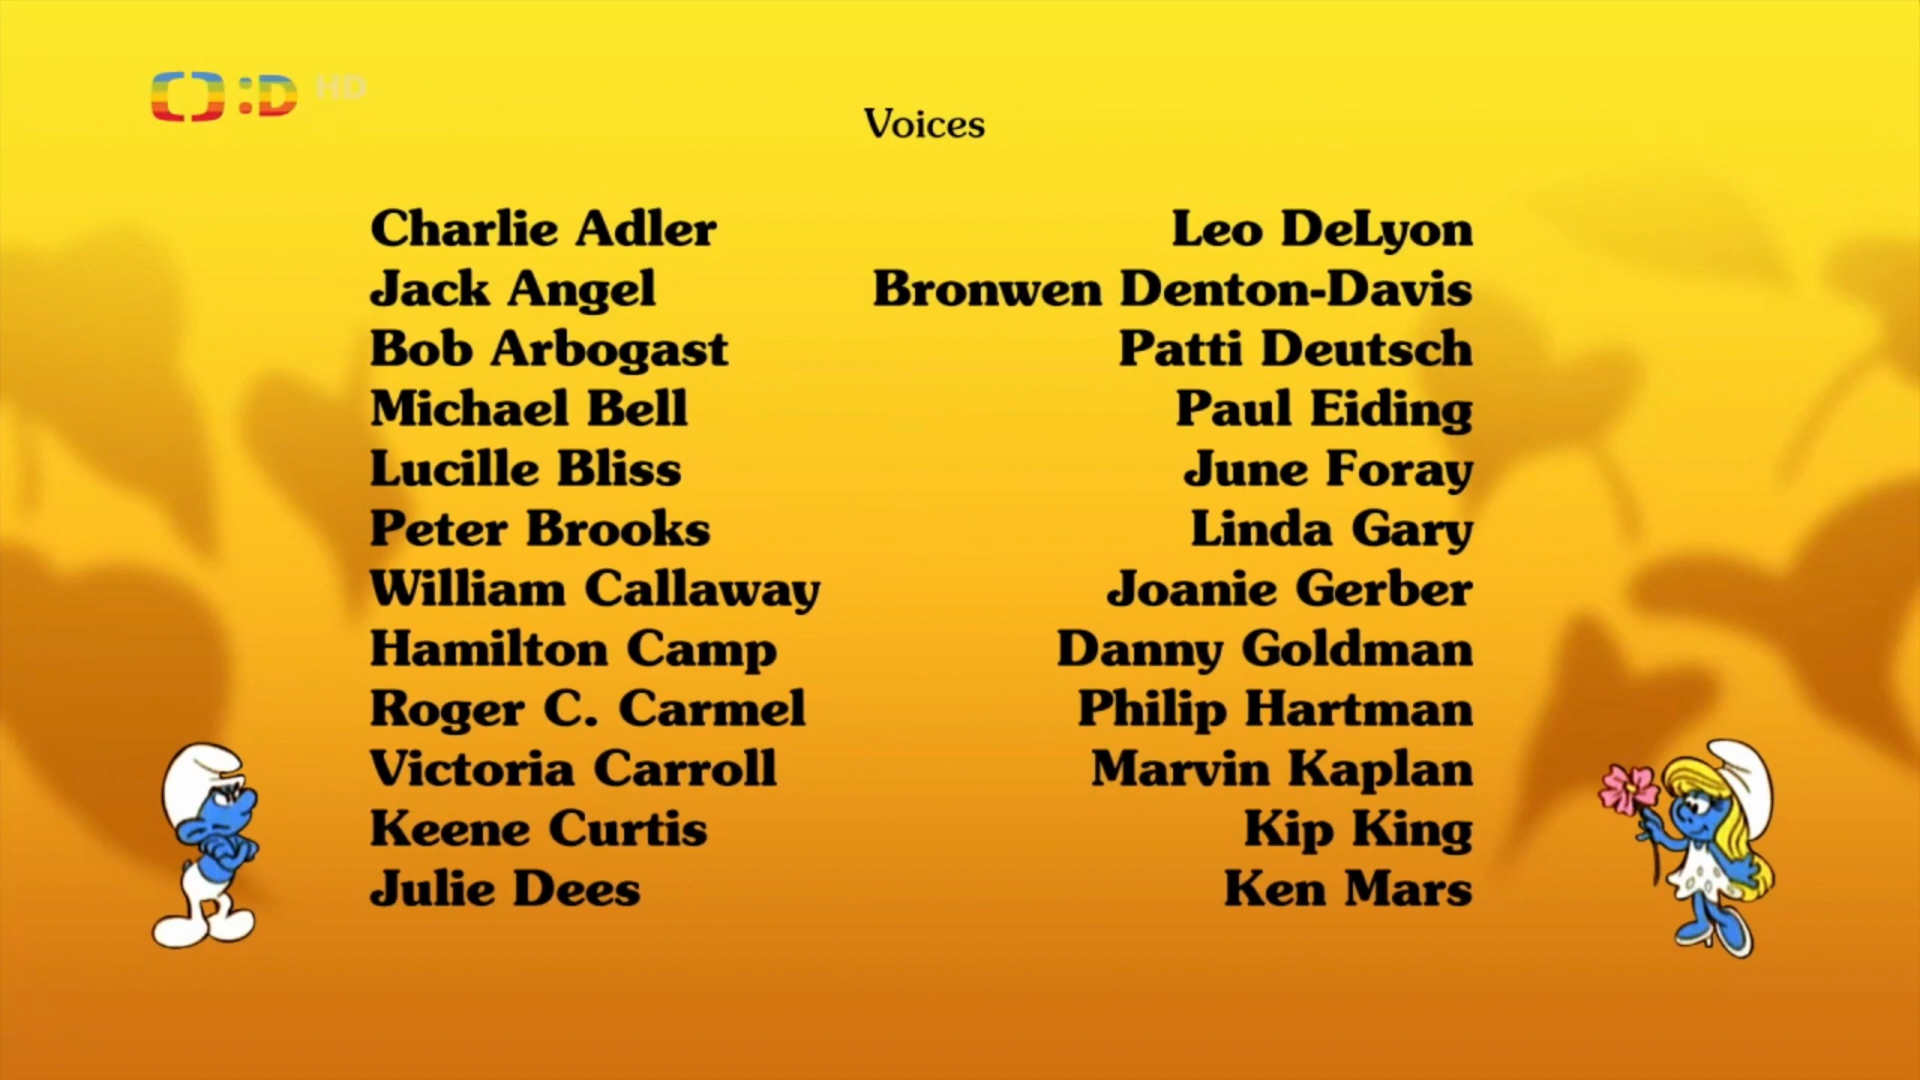 :D HD
Voices
Charlie Adler
Jack Angel
Bob Arbogast
Michael Bell
Lucille Bliss
Peter Brooks
William Callaway
Hamilton Camp
Roger C. Carmel
Victoria Carroll
Keene Curtis
Julie Dees
Leo DeLyon
Bronwen Denton-Davis
Patti Deutsch
Paul Eiding
June Foray
Linda Gary
Joanie Gerber
Danny Goldman
Philip Hartman
Marvin Kaplan
Kip King
Ken Mars